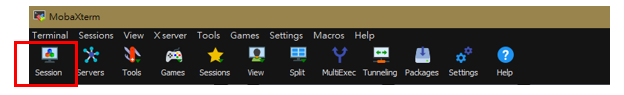 MobaXterm
Terminal Sessions View X server Tools Games Settings Macros Help
Session Servers Tools Games Sessions View Split MultiExec Tunneling Packages Settings Help